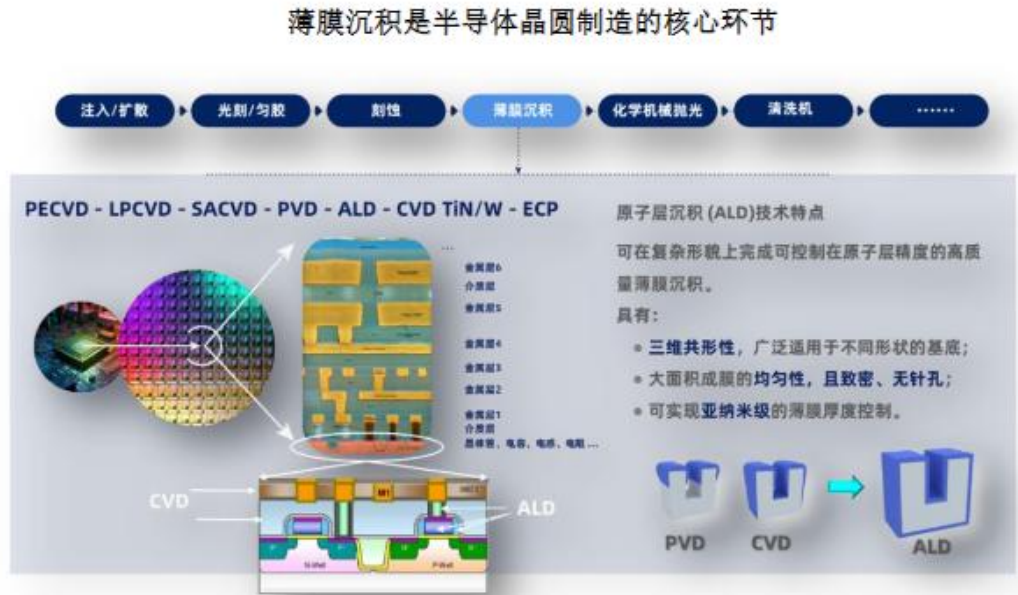 薄膜沉积是半导体晶圆制造的核心环节
注入/扩散
光刻/匀胶
刻蚀
薄膜沉积
化学机械抛光
清洗机
······
PECVD - LPCVD - SACVD - PVD - ALD - CVD TiN/W - ECP
...
金属层6
介质层
金属层5
金属层4
金属层3
金属层2
金属层1
介质层
晶体管、电容、电感、电阻 ...
CVD
M1
ALD
N-Well
P-Well
原子层沉积 (ALD)技术特点
可在复杂形貌上完成可控制在原子层精度的高质
量薄膜沉积。
具有：
• 三维共形性，广泛适用于不同形状的基底；
• 大面积成膜的均匀性，且致密、无针孔；
• 可实现亚纳米级的薄膜厚度控制。
PVD
CVD
ALD